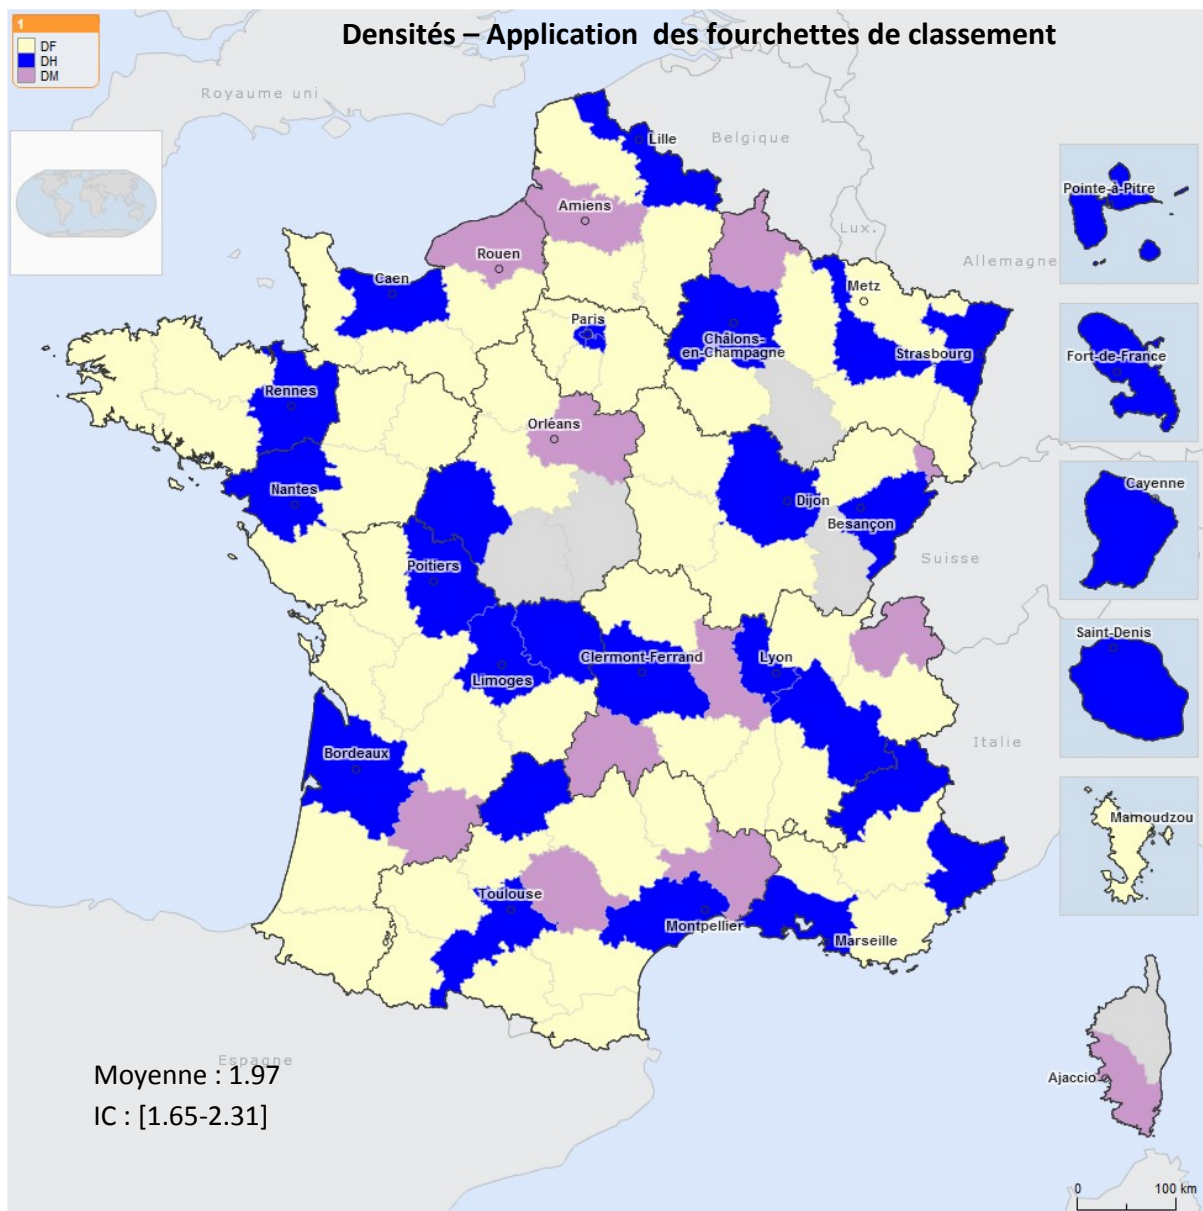 Densités – Application des fourchettes de classement
1
DF
DH
DM
Royaume uni
Belgique
Lille
Pointe-à-Pitre
Amiens
Lux.
Rouen
Allemagne
Caen
Metz
Paris
Châlons-
en-Champagne
Strasbourg
Fort-de-France
Rennes
Orléans
Nantes
Dijon
Besançon
Cayenne
Suisse
Poitiers
Saint-Denis
Clermont-Ferrand
Lyon
Limoges
Italie
Bordeaux
Mamoudzou
Toulouse
Montpellier
Marseille
Espagne
Moyenne : 1.97
IC : [1.65-2.31]
Ajaccio
0
100 km